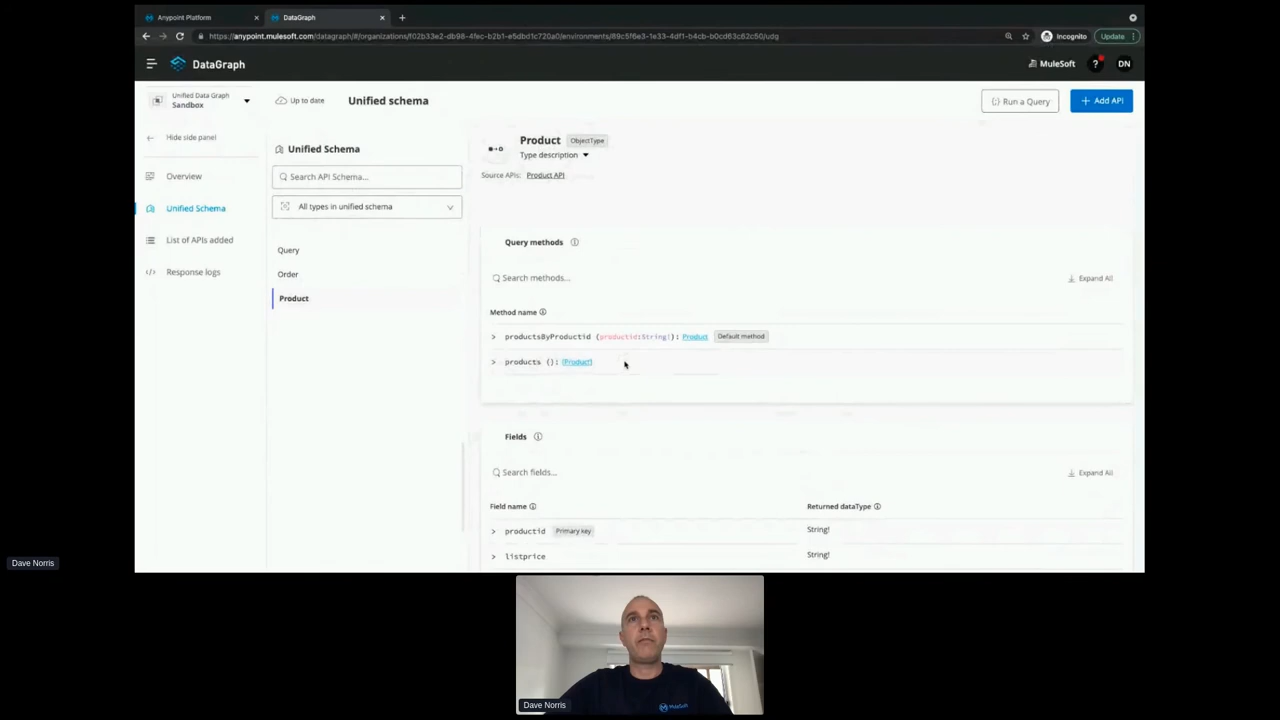 Anypoint Platform
DataGraph
https://anypoint.mulesoft.com/datagraph/#/organizations/f02b33e2-db98-4fec-b2b1-e5dbd1c720a0/environments/89c5f6e3-1e33-4df1-b4cb-b0cd63c62c50/udg
Incognito
Update
DataGraph
MuleSoft
?
DN
Unified Data Graph
Sandbox
Up to date
Unified schema
Run a Query
Add API
Hide side panel
Overview
Unified Schema
List of APIs added
Response logs
Unified Schema
Search API Schema...
All types in unified schema
Query
Order
Product
Product ObjectType
Type description
Source APIs: Product API
Query methods
Search methods...
Expand All
Method name
productsByProductid (productid:String!): Product Default method
products (): [Product]
Fields
Search fields...
Expand All
Field name Returned dataType
productid Primary key String!
listprice String!
Dave Norris
MuleSoft
Dave Norris